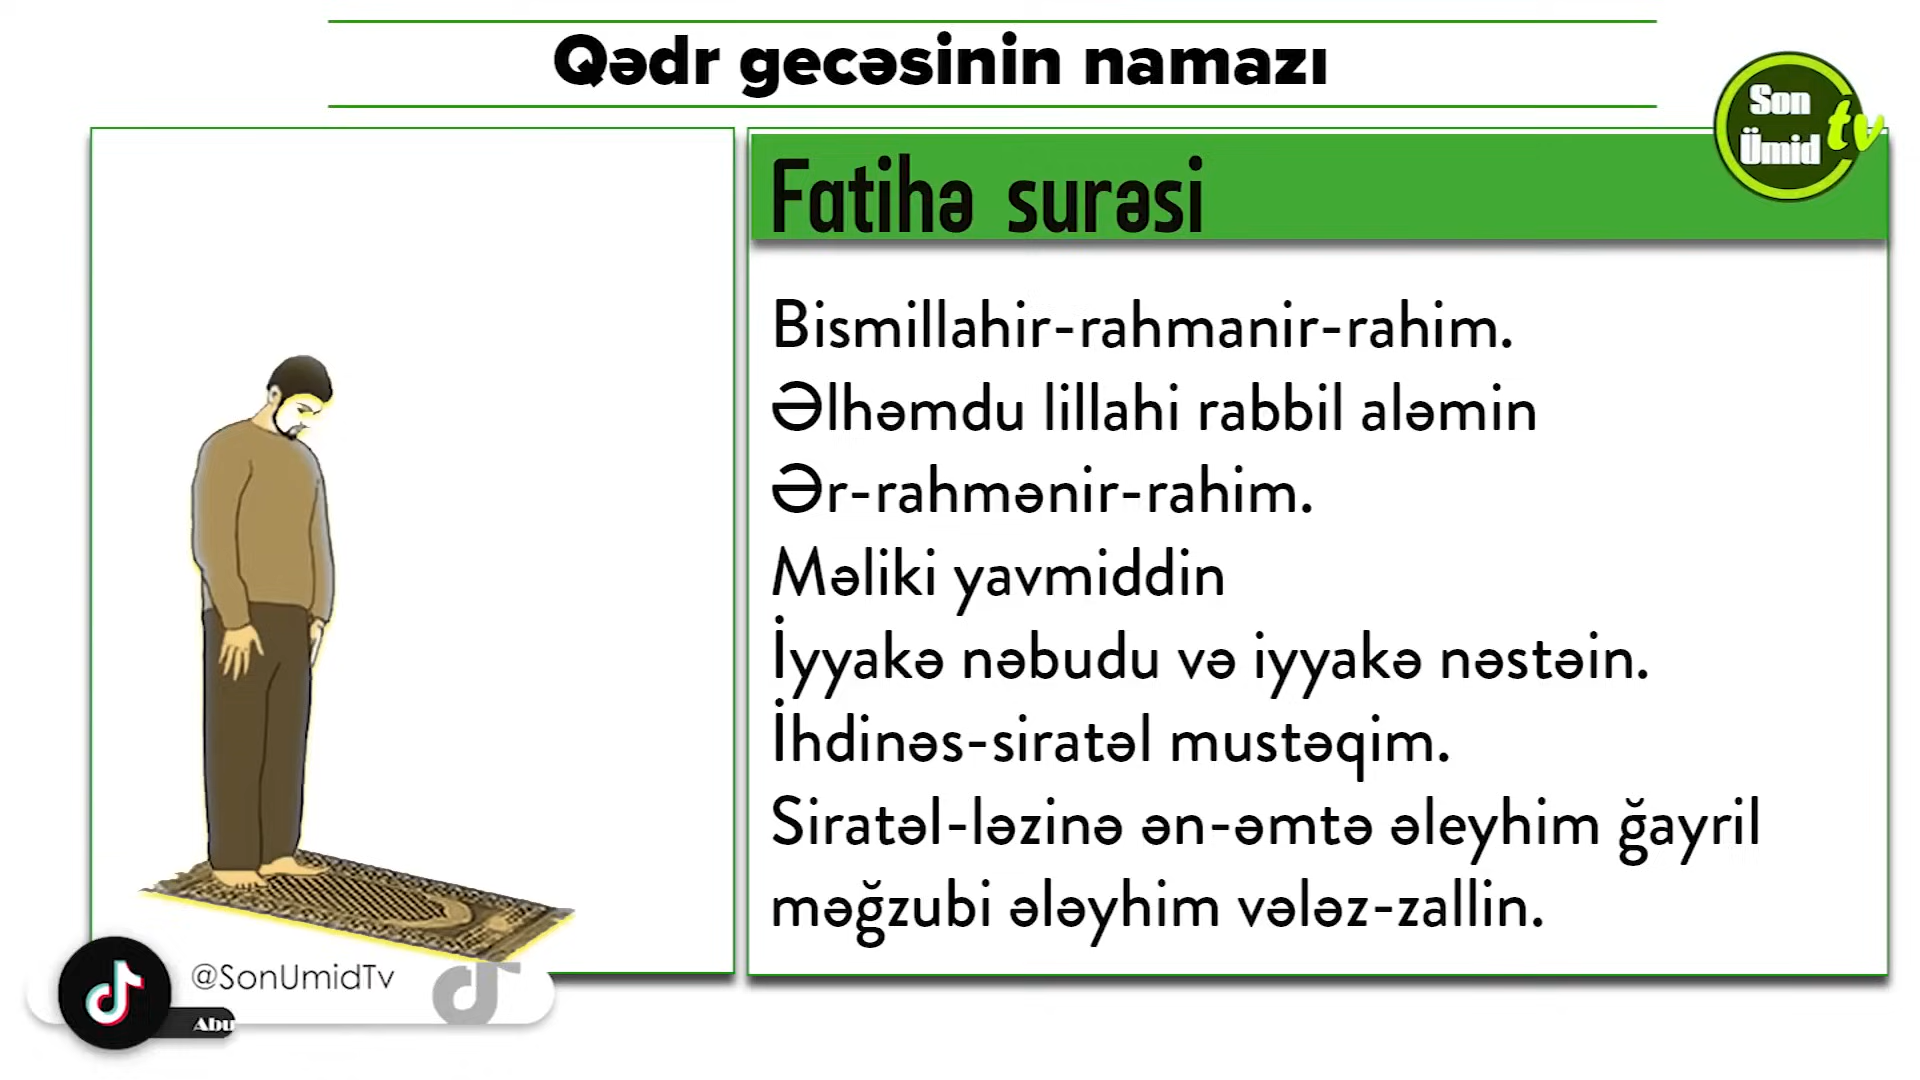 Qədr gecəsinin namazı
Son
Ümid tv
Fatihə surəsi
Bismillahir-rahmanir-rahim.
Əlhəmdu lillahi rabbil aləmin
Ər-rahmənir-rahim.
Məliki yavmiddin
İyyakə nəbudu və iyyakə nəstəin.
İhdinəs-siratəl mustəqim.
Siratəl-ləzinə ən-əmtə əleyhim ğayril
məğzubi ələyhim vələz-zallin.
@SonUmidTv
Abu